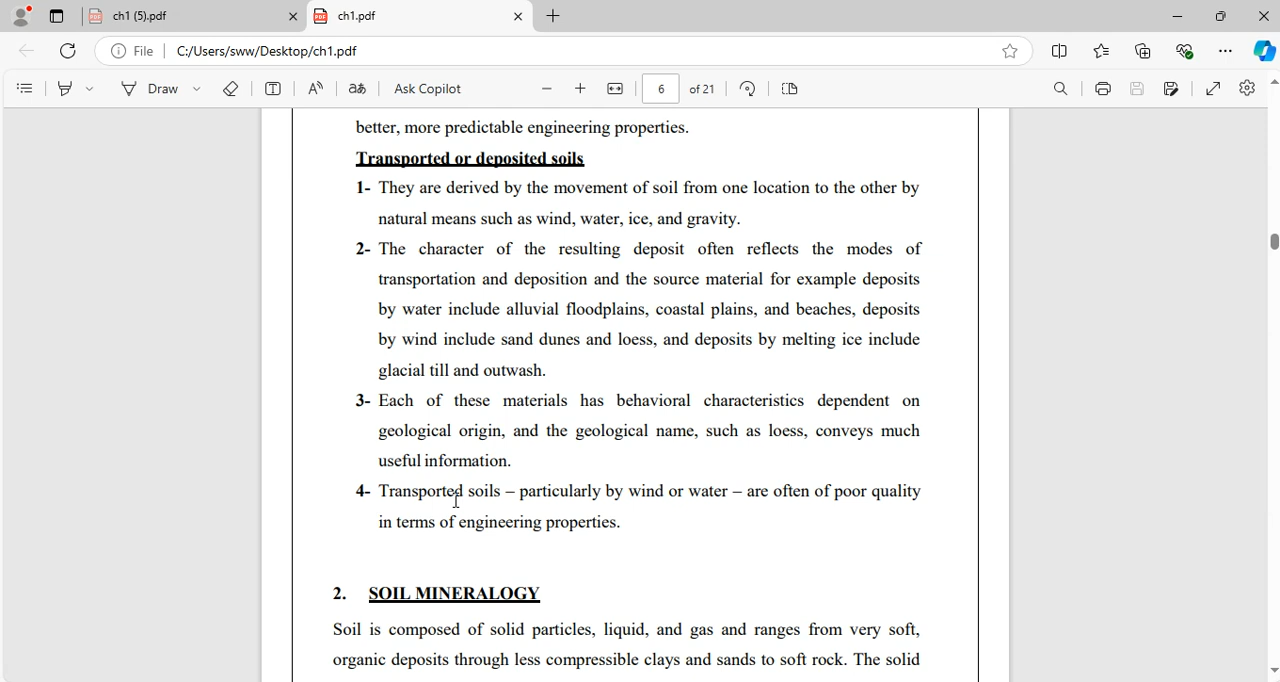 ch1 (5).pdf
ch1.pdf
File
C:/Users/sww/Desktop/ch1.pdf
Draw
aあ
Ask Copilot
6 of 21
better, more predictable engineering properties.
Transported or deposited soils
1- They are derived by the movement of soil from one location to the other by
natural means such as wind, water, ice, and gravity.
2- The character of the resulting deposit often reflects the modes of
transportation and deposition and the source material for example deposits
by water include alluvial floodplains, coastal plains, and beaches, deposits
by wind include sand dunes and loess, and deposits by melting ice include
glacial till and outwash.
3- Each of these materials has behavioral characteristics dependent on
geological origin, and the geological name, such as loess, conveys much
useful information.
4- Transported soils – particularly by wind or water – are often of poor quality
in terms of engineering properties.
2. SOIL MINERALOGY
Soil is composed of solid particles, liquid, and gas and ranges from very soft,
organic deposits through less compressible clays and sands to soft rock. The solid